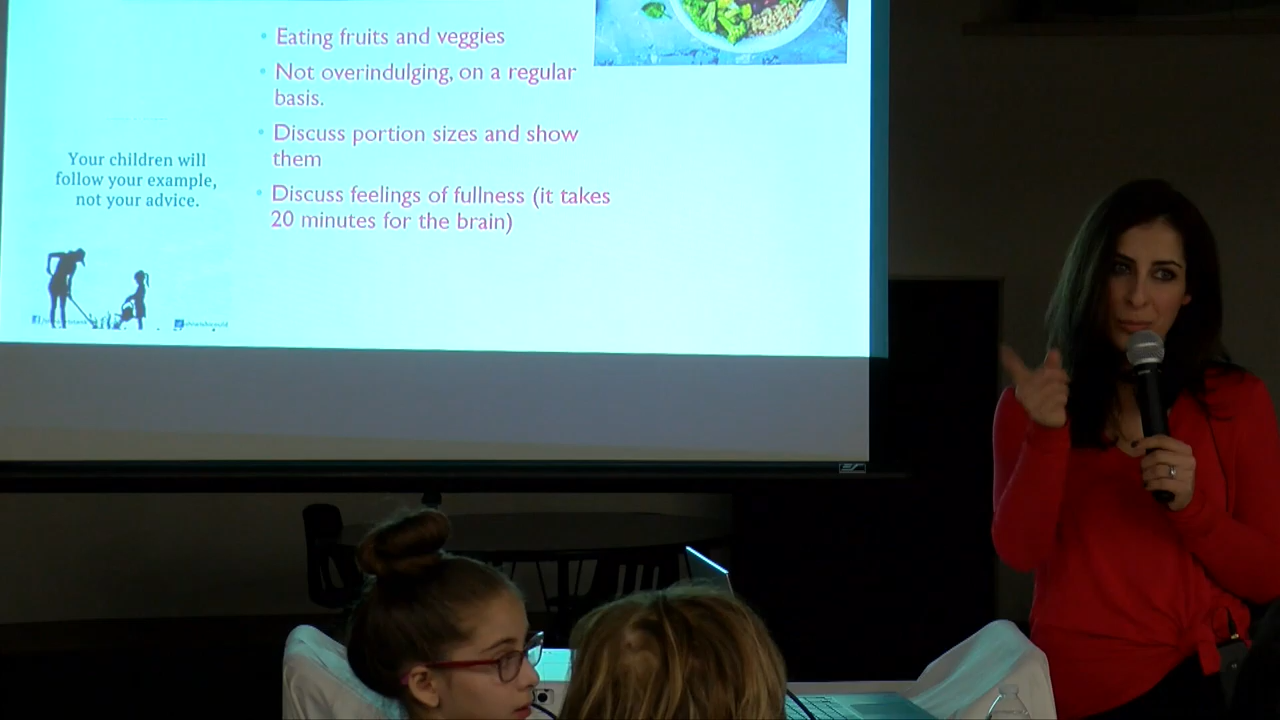 Eating fruits and veggies
Not overindulging, on a regular
basis.
Discuss portion sizes and show
them
Discuss feelings of fullness (it takes
20 minutes for the brain)
Your children will
follow your example,
not your advice.